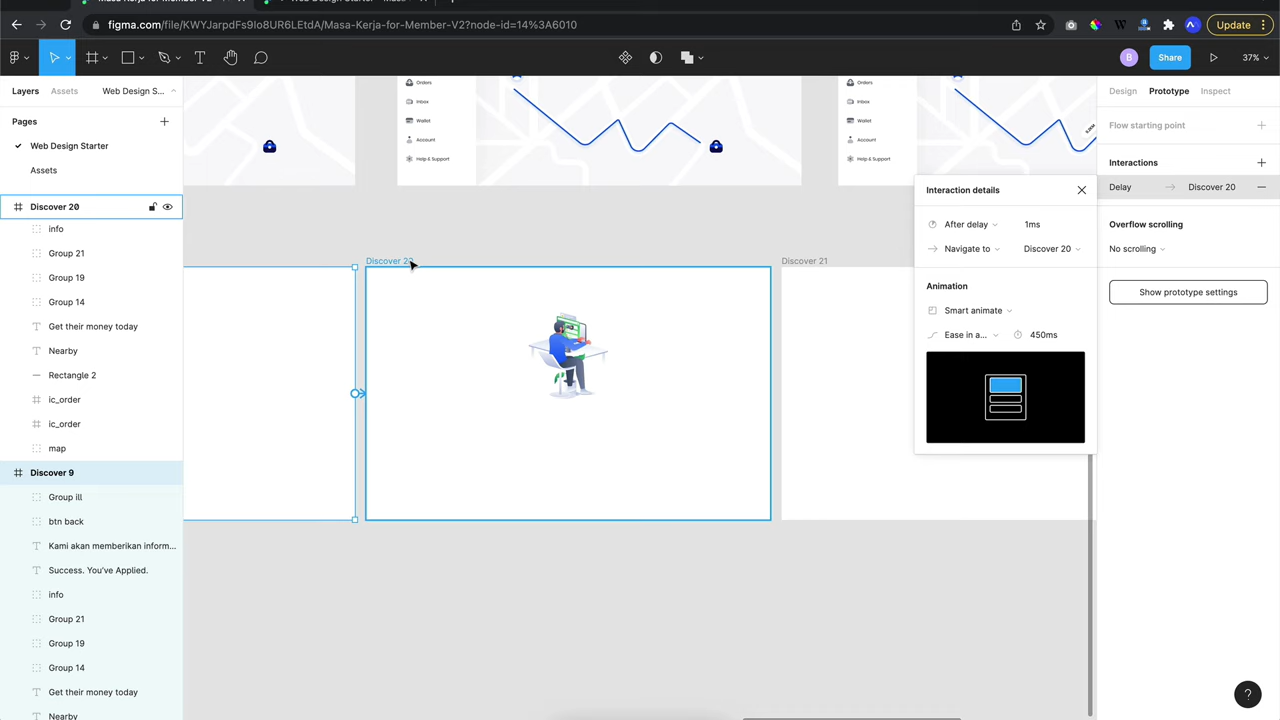 figma.com/file/KWYJarpdFs9Io8UR6LEtdA/Masa-Kerja-for-Member-V2?node-id=14%3A6010
Update
B
Share
37%
Layers
Assets
Web Design S...
Pages
Web Design Starter
Assets
Discover 20
info
Group 21
Group 19
Group 14
Get their money today
Nearby
Rectangle 2
ic_order
ic_order
map
Discover 9
Group ill
btn back
Kami akan memberikan inform...
Success. You've Applied.
info
Group 21
Group 19
Group 14
Get their money today
Nearby
Orders
Inbox
Wallet
Account
Help & Support
Orders
Inbox
Wallet
Account
Help & Support
Discover 20
Discover 21
Interaction details
After delay
1ms
Navigate to
Discover 20
Animation
Smart animate
Ease in a...
450ms
Design
Prototype
Inspect
Flow starting point
Interactions
Delay
Discover 20
Overflow scrolling
No scrolling
Show prototype settings
?